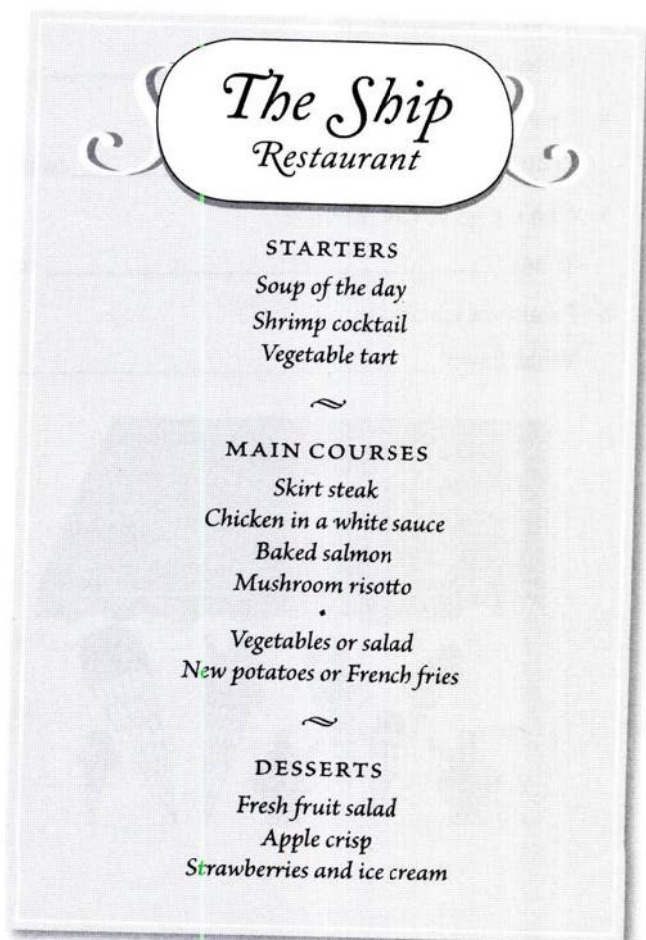 The Ship
Restaurant
STARTERS
Soup of the day
Shrimp cocktail
Vegetable tart
MAIN COURSES
Skirt steak
Chicken in a white sauce
Baked salmon
Mushroom risotto
Vegetables or salad
New potatoes or French fries
DESSERTS
Fresh fruit salad
Apple crisp
Strawberries and ice cream